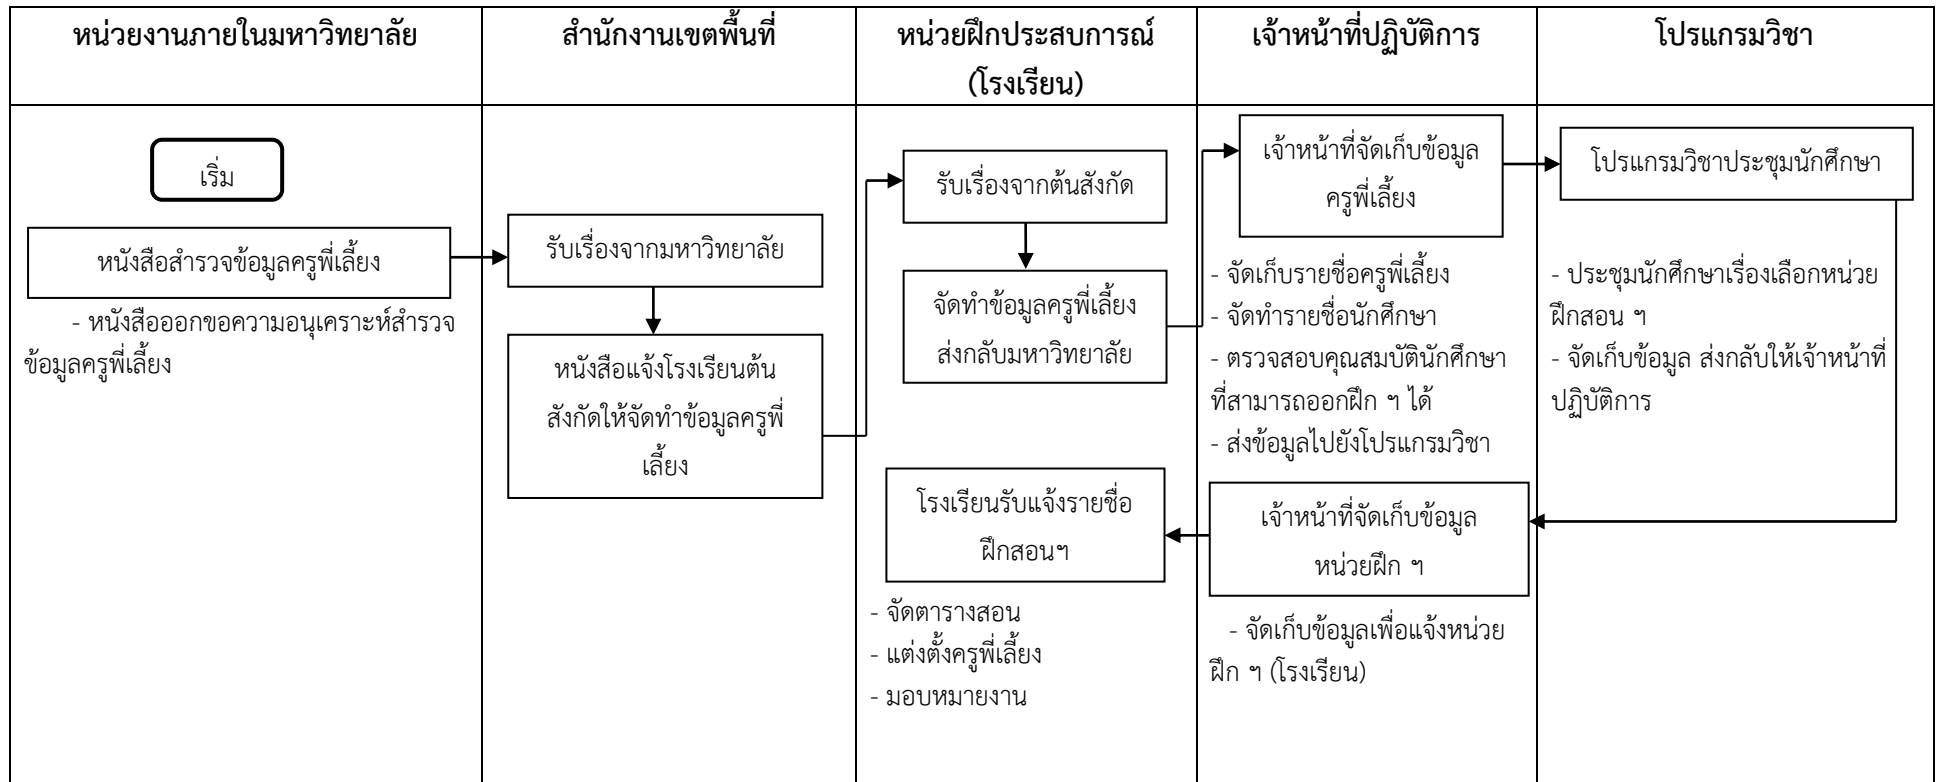 หน่วยงานภายในมหาวิทยาลัย
สำนักงานเขตพื้นที่
หน่วยฝึกประสบการณ์
(โรงเรียน)
เจ้าหน้าที่ปฏิบัติการ
โปรแกรมวิชา
เริ่ม
หนังสือสำรวจข้อมูลครูพี่เลี้ยง
- หนังสือออกขอความอนุเคราะห์สำรวจ
ข้อมูลครูพี่เลี้ยง
รับเรื่องจากมหาวิทยาลัย
หนังสือแจ้งโรงเรียนต้น
สังกัดให้จัดทำข้อมูลครูพี่
เลี้ยง
รับเรื่องจากต้นสังกัด
จัดทำข้อมูลครูพี่เลี้ยง
ส่งกลับมหาวิทยาลัย
เจ้าหน้าที่จัดเก็บข้อมูล
ครูพี่เลี้ยง
- จัดเก็บรายชื่อครูพี่เลี้ยง
- จัดทำรายชื่อนักศึกษา
- ตรวจสอบคุณสมบัตินักศึกษา
ที่สามารถออกฝึก ฯ ได้
- ส่งข้อมูลไปยังโปรแกรมวิชา
โปรแกรมวิชาประชุมนักศึกษา
- ประชุมนักศึกษาเรื่องเลือกหน่วย
ฝึกสอน ฯ
- จัดเก็บข้อมูล ส่งกลับให้เจ้าหน้าที่
ปฏิบัติการ
เจ้าหน้าที่จัดเก็บข้อมูล
หน่วยฝึก ฯ
- จัดเก็บข้อมูลเพื่อแจ้งหน่วย
ฝึก ฯ (โรงเรียน)
โรงเรียนรับแจ้งรายชื่อ
ฝึกสอนฯ
- จัดตารางสอน
- แต่งตั้งครูพี่เลี้ยง
- มอบหมายงาน